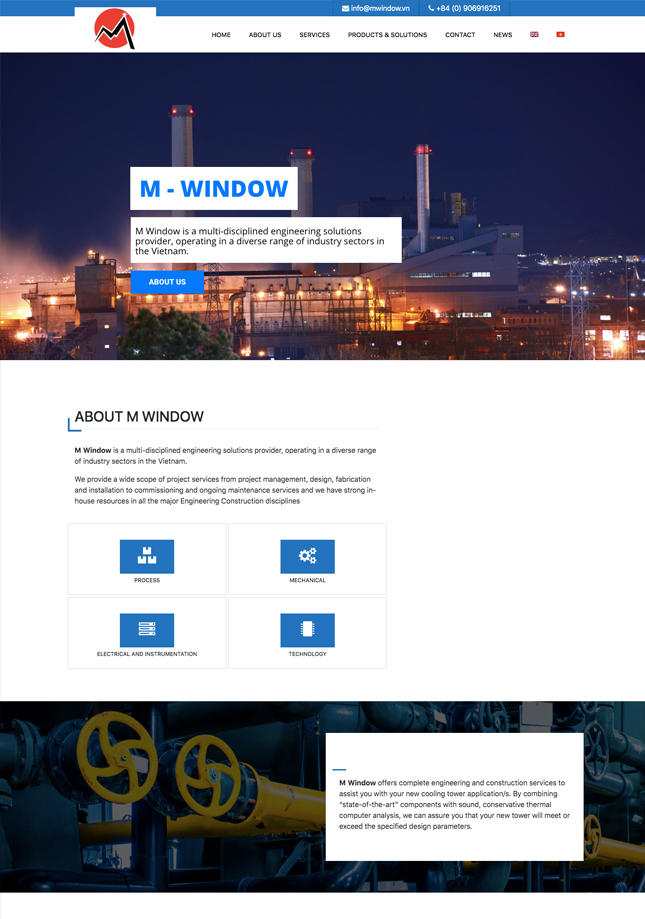 info@mwindow.vn +84 (0) 906916251
HOME ABOUT US SERVICES PRODUCTS & SOLUTIONS CONTACT NEWS
M - WINDOW
M Window is a multi-disciplined engineering solutions
provider, operating in a diverse range of industry sectors in
the Vietnam.
ABOUT US
ABOUT M WINDOW
M Window is a multi-disciplined engineering solutions provider, operating in a diverse range
of industry sectors in the Vietnam.
We provide a wide scope of project services from project management, design, fabrication
and installation to commissioning and ongoing maintenance services and we have strong in-
house resources in all the major Engineering Construction disciplines
PROCESS MECHANICAL
ELECTRICAL AND INSTRUMENTATION TECHNOLOGY
M Window offers complete engineering and construction services to
assist you with your new cooling tower application/s. By combining
“state-of-the-art” components with sound, conservative thermal
computer analysis, we can assure you that your new tower will meet or
exceed the specified design parameters.